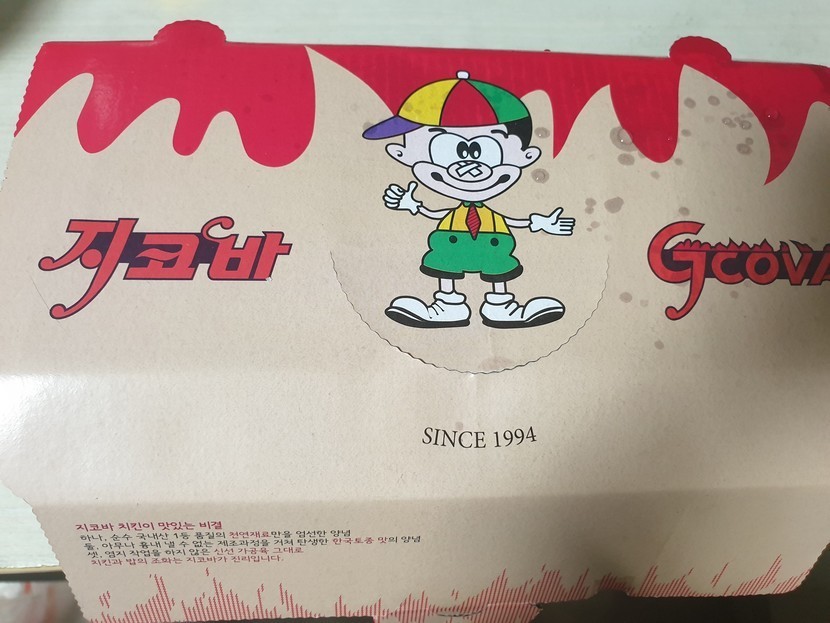 지코바
GCOVA
SINCE 1994
지코바 치킨이 맛있는 비결
하나, 순수 국내산 1등 품질의 천연재료만을 엄선한 양념
둘, 아무나 흉내 낼 수 없는 제조과정을 거쳐 탄생한 한국토종 맛의 양념
셋, 염지 작업을 하지 않은 신선 가공육 그대로
치킨과 밥의 조화는 지코바가 진리입니다.